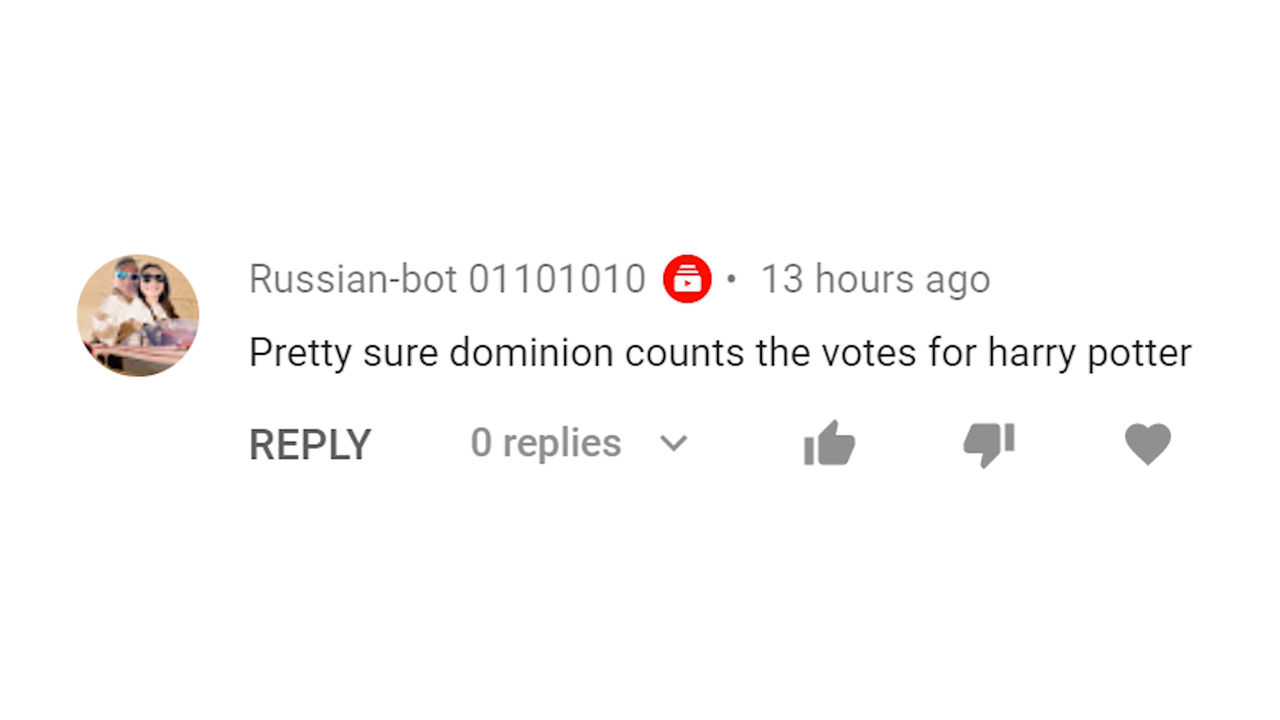 Russian-bot 01101010 • 13 hours ago
Pretty sure dominion counts the votes for harry potter
REPLY 0 replies